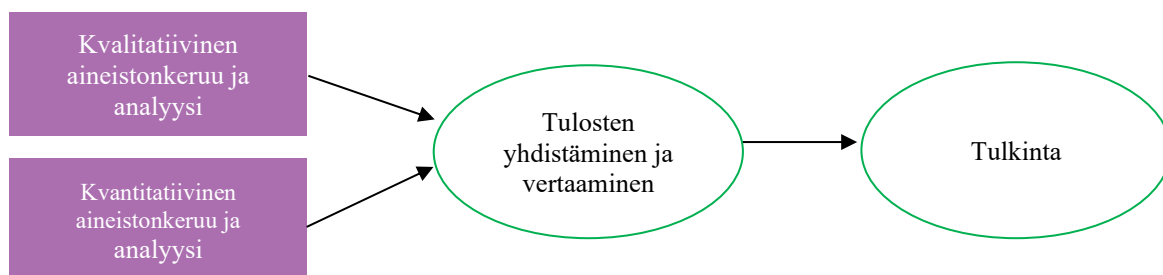 Kvalitatiivinen
aineistonkeruu ja
analyysi
Kvantitatiivinen
aineistonkeruu ja
analyysi
Tulosten
yhdistäminen ja
vertaaminen
Tulkinta